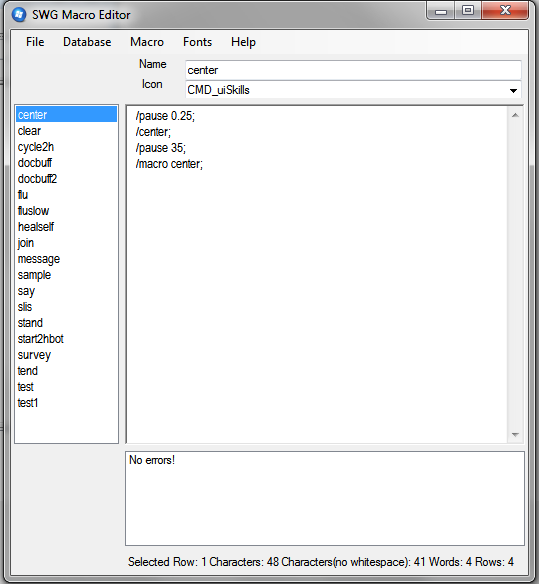 SWG Macro Editor
File Database Macro Fonts Help
Name center
Icon CMD_uiSkills
center
clear
cycle2h
docbuff
docbuff2
flu
fluslow
healself
join
message
sample
say
slis
stand
start2hbot
survey
tend
test
test1
/pause 0.25;
/center;
/pause 35;
/macro center;
No errors!
Selected Row: 1 Characters: 48 Characters(no whitespace): 41 Words: 4 Rows: 4